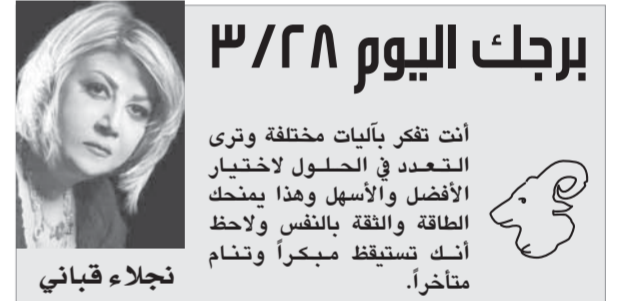 برجك اليوم ٣/٢٨
أنت تفكر بآليات مختلفة وترى
التعدد في الحلول لاختيار
الأفضل والأسهل وهذا يمنحك
الطاقة والثقة بالنفس ولاحظ
أنك تستيقظ مبكراً وتنام
متأخراً.
نجلاء قباني